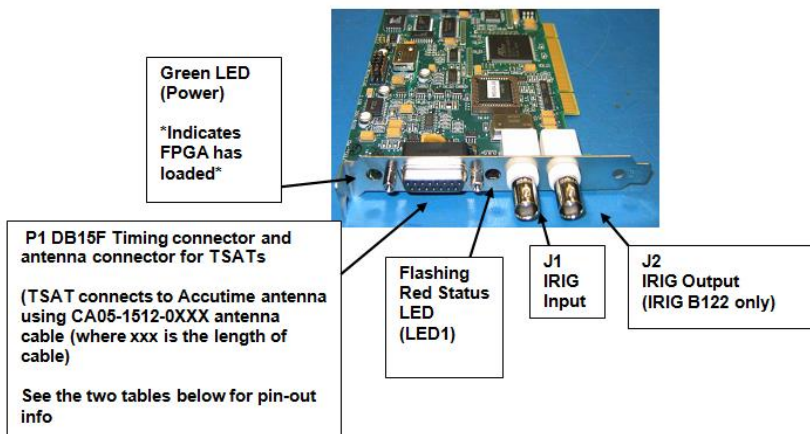 Green LED
(Power)
*Indicates
FPGA has
loaded*
P1 DB15F Timing connector and
antenna connector for TSATs
(TSAT connects to Accutime antenna
using CA05-1512-0XXX antenna
cable (where xxx is the length of
cable)
See the two tables below for pin-out
info
Flashing
Red Status
LED
(LED1)
J1
IRIG
Input
J2
IRIG Output
(IRIG B122 only)